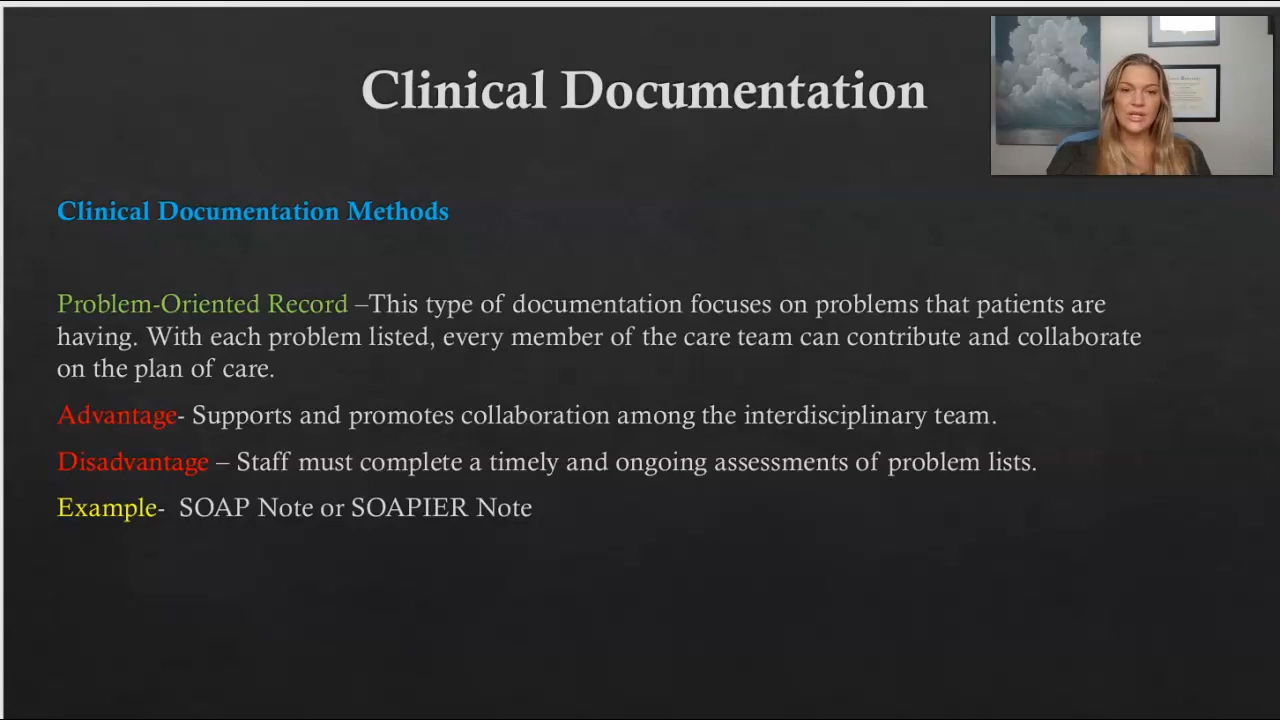 Clinical Documentation
Clinical Documentation Methods
Problem-Oriented Record –This type of documentation focuses on problems that patients are
having. With each problem listed, every member of the care team can contribute and collaborate
on the plan of care.
Advantage- Supports and promotes collaboration among the interdisciplinary team.
Disadvantage – Staff must complete a timely and ongoing assessments of problem lists.
Example-  SOAP Note or SOAPIER Note